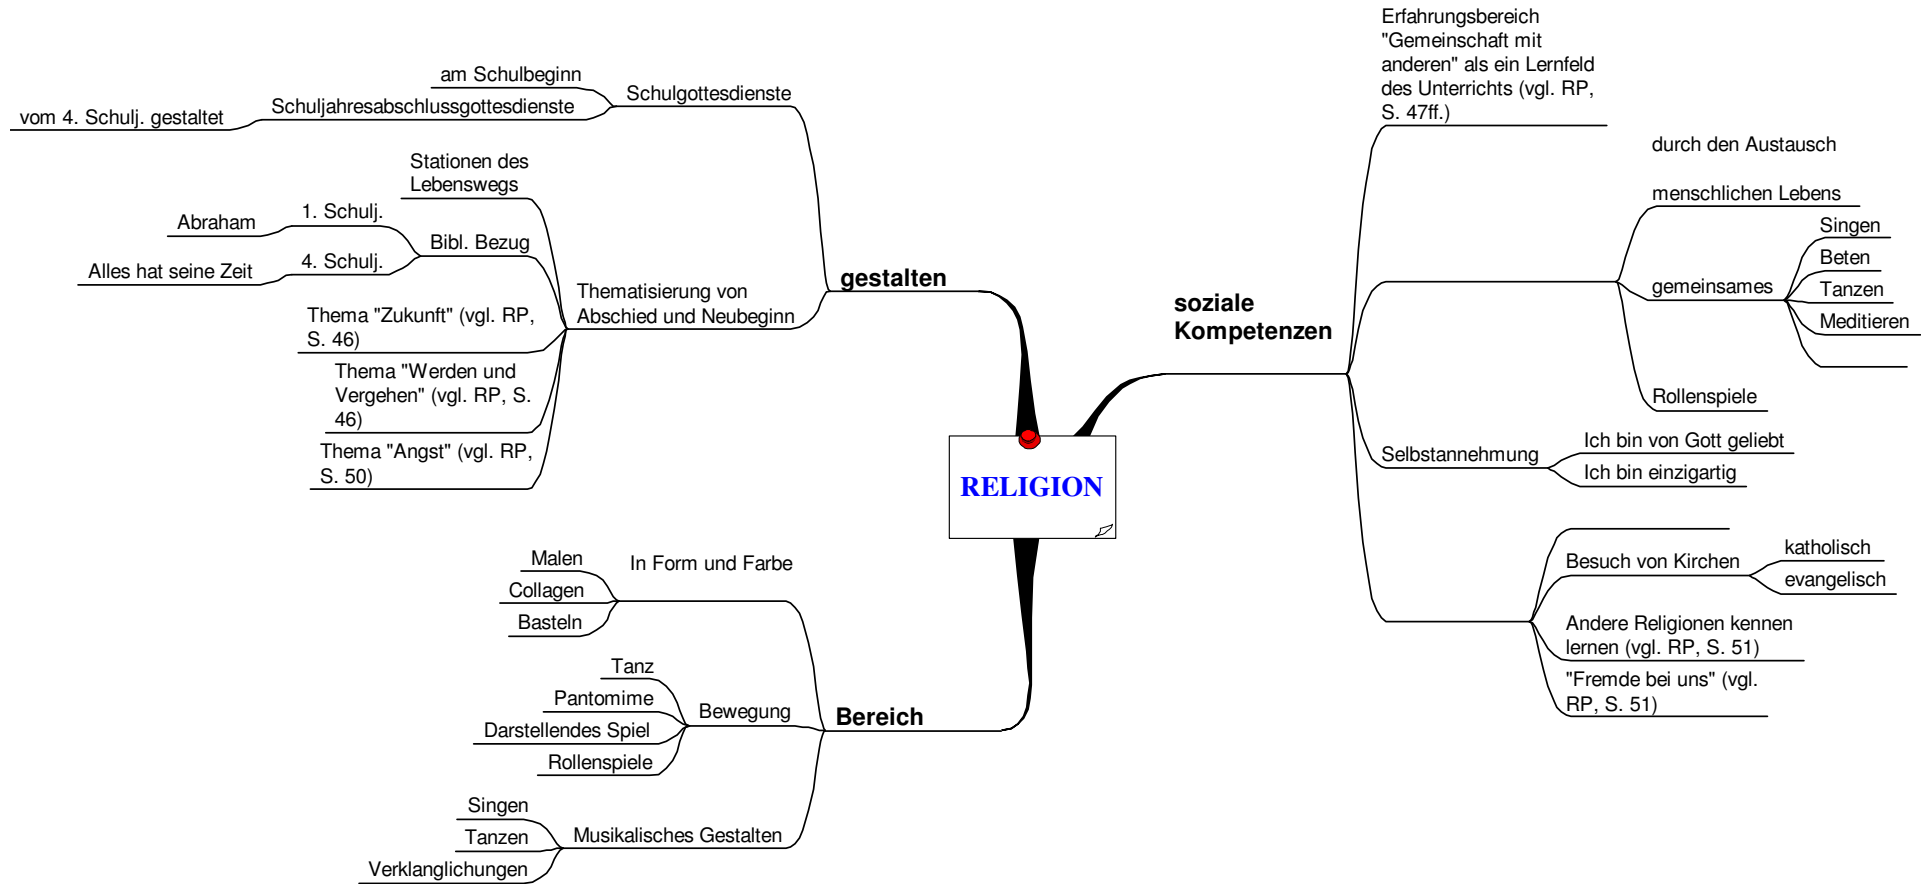 am Schulbeginn
Schuljahresabschlussgottesdienste
vom 4. Schulj. gestaltet
Schulgottesdienste
Stationen des
Lebenswegs
Abraham
1. Schulj.
Alles hat seine Zeit
4. Schulj.
Bibl. Bezug
Thema "Zukunft" (vgl. RP,
S. 46)
Thema "Werden und
Vergehen" (vgl. RP, S.
46)
Thema "Angst" (vgl. RP,
S. 50)
Thematisierung von
Abschied und Neubeginn
gestalten
RELIGION
Malen
Collagen
Basteln
In Form und Farbe
Tanz
Pantomime
Darstellendes Spiel
Rollenspiele
Bewegung
Singen
Tanzen
Verklanglichungen
Musikalisches Gestalten
Bereich
soziale
Kompetenzen
Erfahrungsbereich
"Gemeinschaft mit
anderen" als ein Lernfeld
des Unterrichts (vgl. RP,
S. 47ff.)
durch den Austausch
menschlichen Lebens
gemeinsames
Singen
Beten
Tanzen
Meditieren
Rollenspiele
Selbstannehmung
Ich bin von Gott geliebt
Ich bin einzigartig
Besuch von Kirchen
katholisch
evangelisch
Andere Religionen kennen
lernen (vgl. RP, S. 51)
"Fremde bei uns" (vgl.
RP, S. 51)